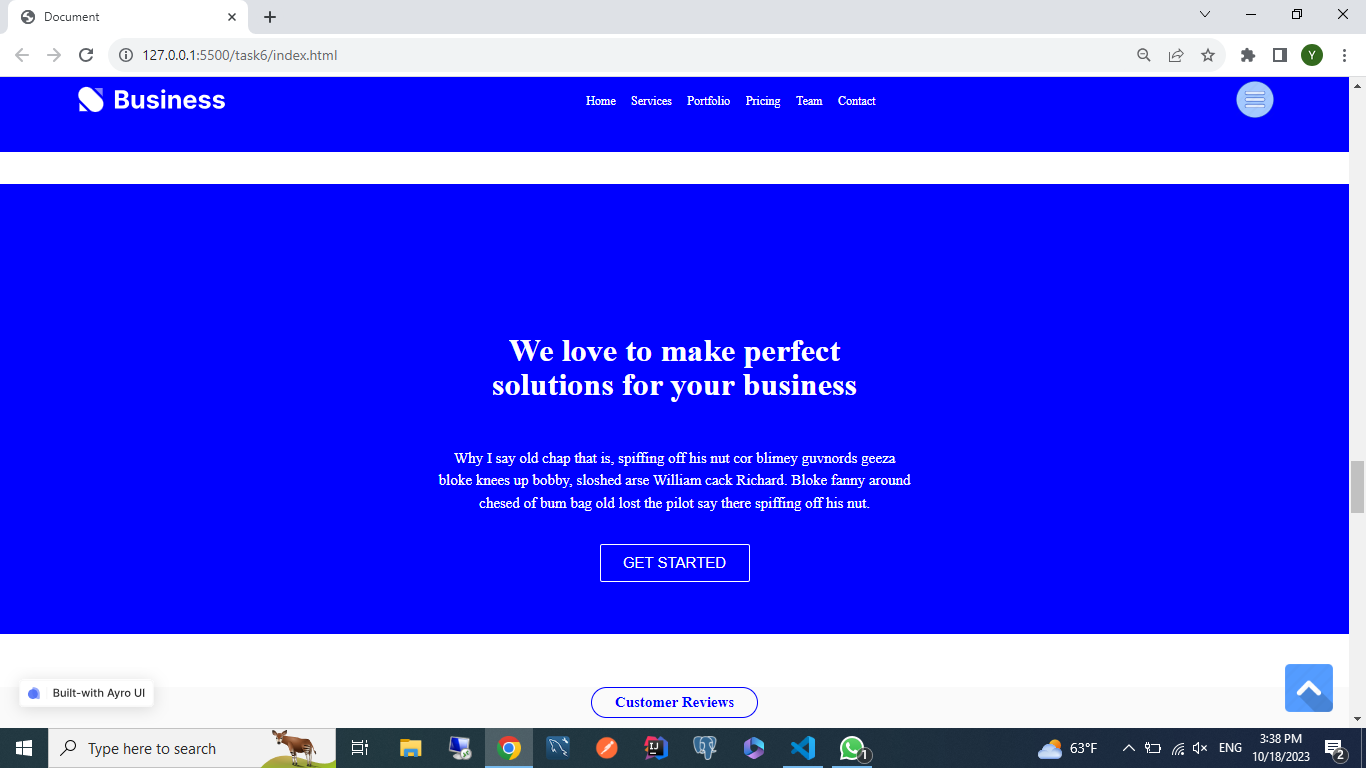 Document
127.0.0.1:5500/task6/index.html
Y
Business
Home Services Portfolio Pricing Team Contact
We love to make perfect
solutions for your business
Why I say old chap that is, spiffing off his nut cor blimey guvnords geeza
bloke knees up bobby, sloshed arse William cack Richard. Bloke fanny around
chesed of bum bag old lost the pilot say there spiffing off his nut.
GET STARTED
Built-with Ayro UI
Customer Reviews
Type here to search
IJ
1
63°F
ENG
3:38 PM
10/18/2023
2